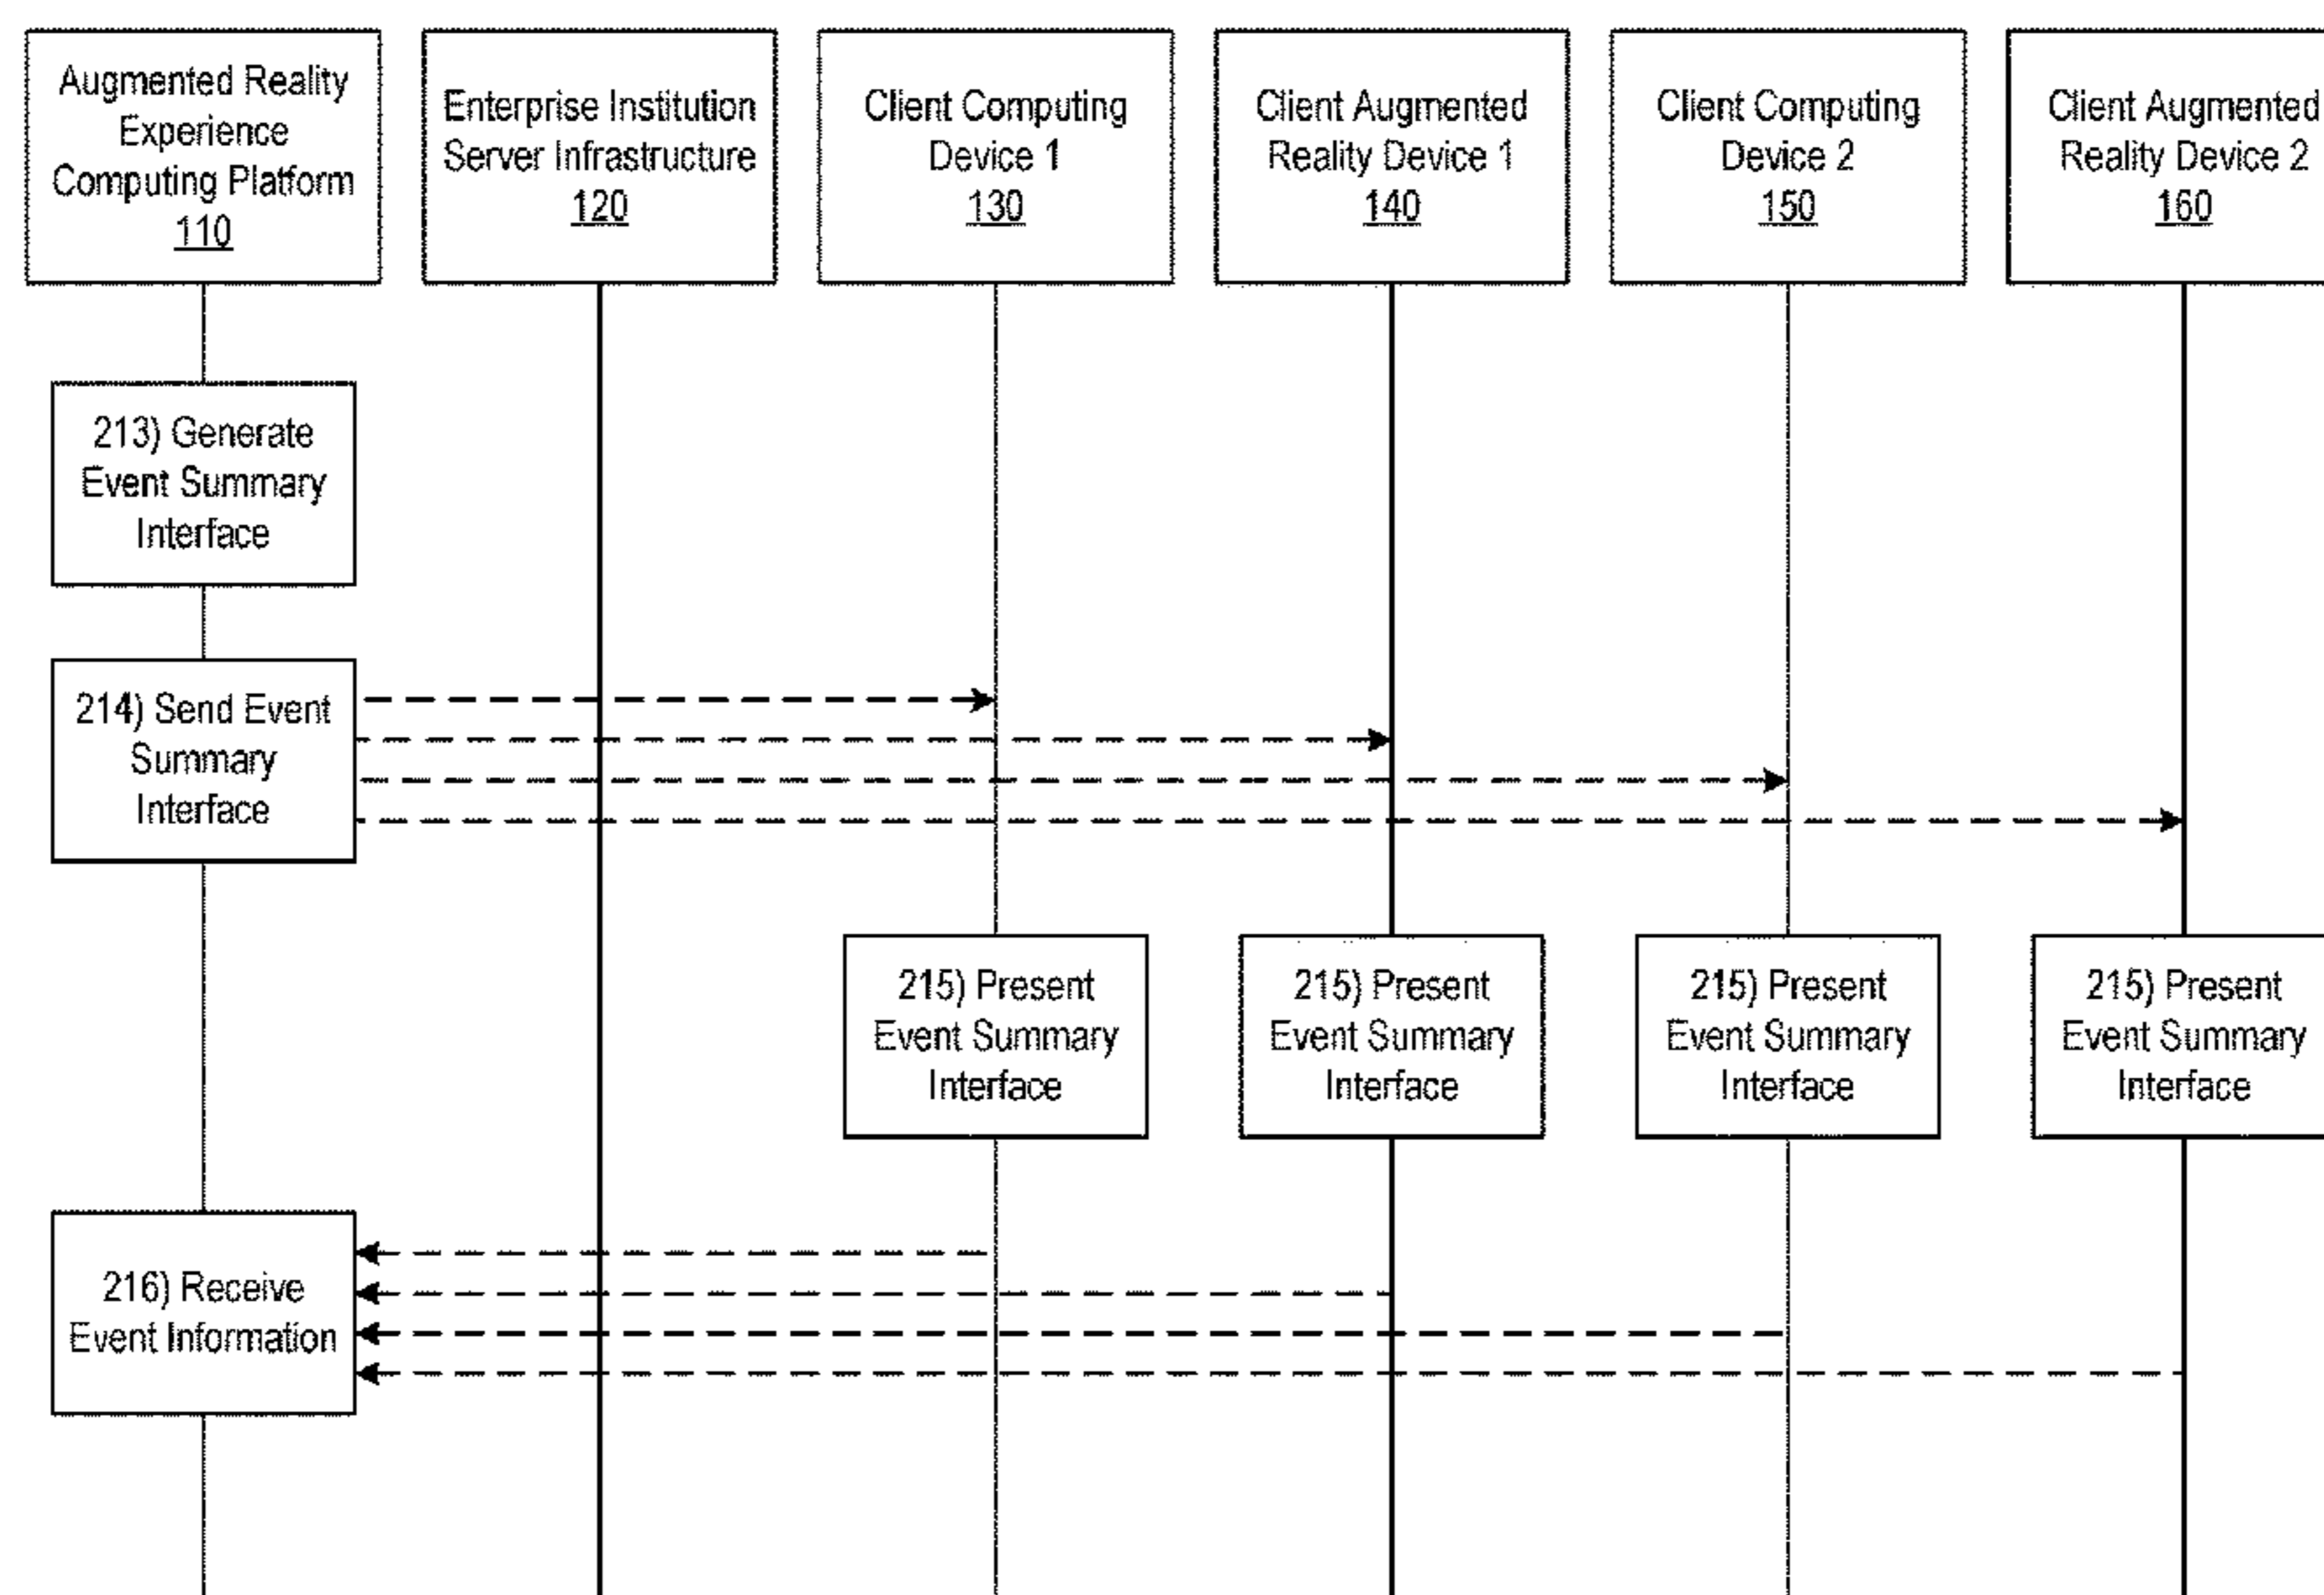 Augmented Reality
Experience
Computing Platform
110
Enterprise Institution
Server Infrastructure
120
Client Computing
Device 1
130
Client Augmented
Reality Device 1
140
Client Computing
Device 2
150
Client Augmented
Reality Device 2
160
213) Generate
Event Summary
Interface
214) Send Event
Summary
Interface
215) Present
Event Summary
Interface
215) Present
Event Summary
Interface
215) Present
Event Summary
Interface
215) Present
Event Summary
Interface
216) Receive
Event Information